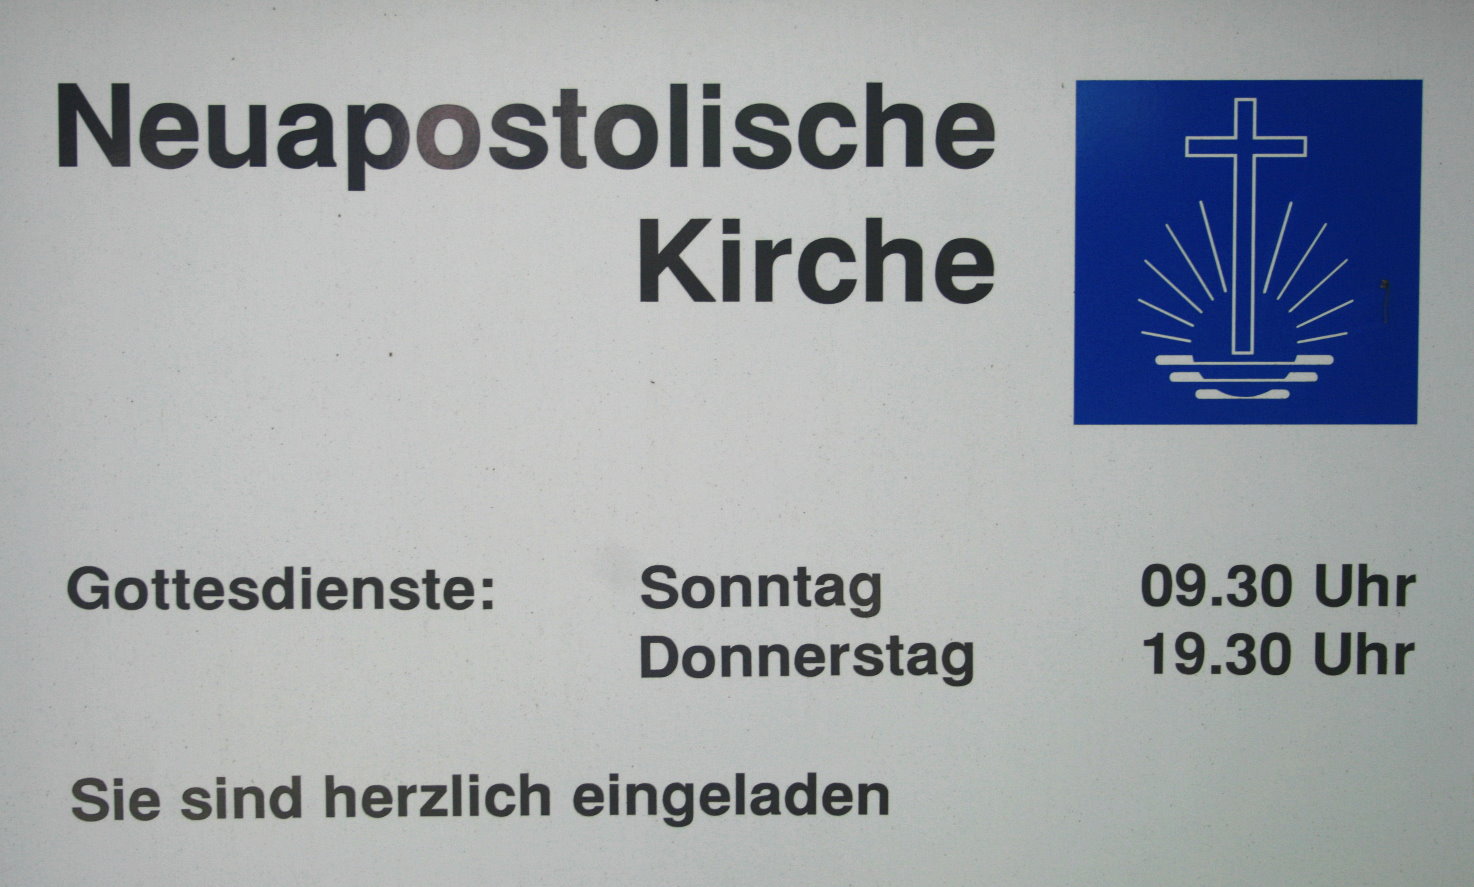 Neuapostolische
Kirche
Gottesdienste: Sonntag 09.30 Uhr
Donnerstag 19.30 Uhr
Sie sind herzlich eingeladen